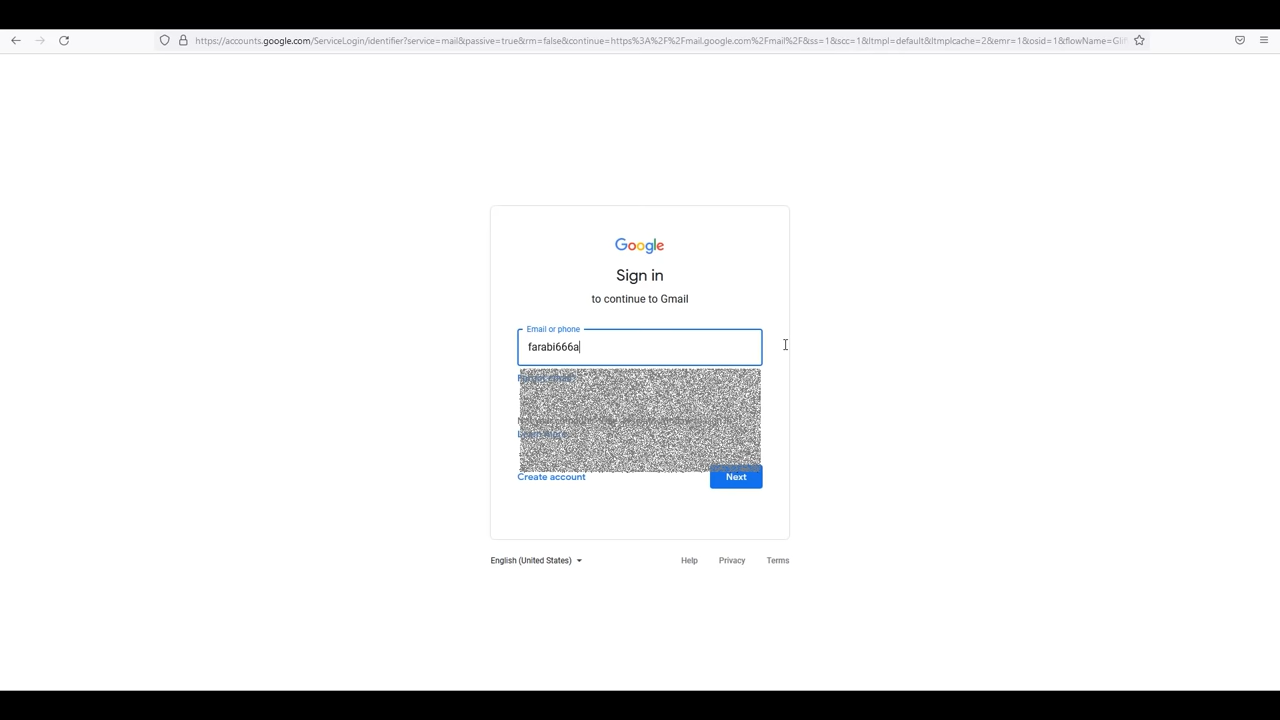 https://accounts.google.com/ServiceLogin/identifier?service=mail&passive=true&rm=false&continue=https%3A%2F%2Fmail.google.com%2Fmail%2F&ss=1&scc=1&ltmpl=default&ltmplcache=2&emr=1&osid=1&flowName=Gli
Google
Sign in
to continue to Gmail
Email or phone
farabi666a
Create account
Next
English (United States)
Help
Privacy
Terms